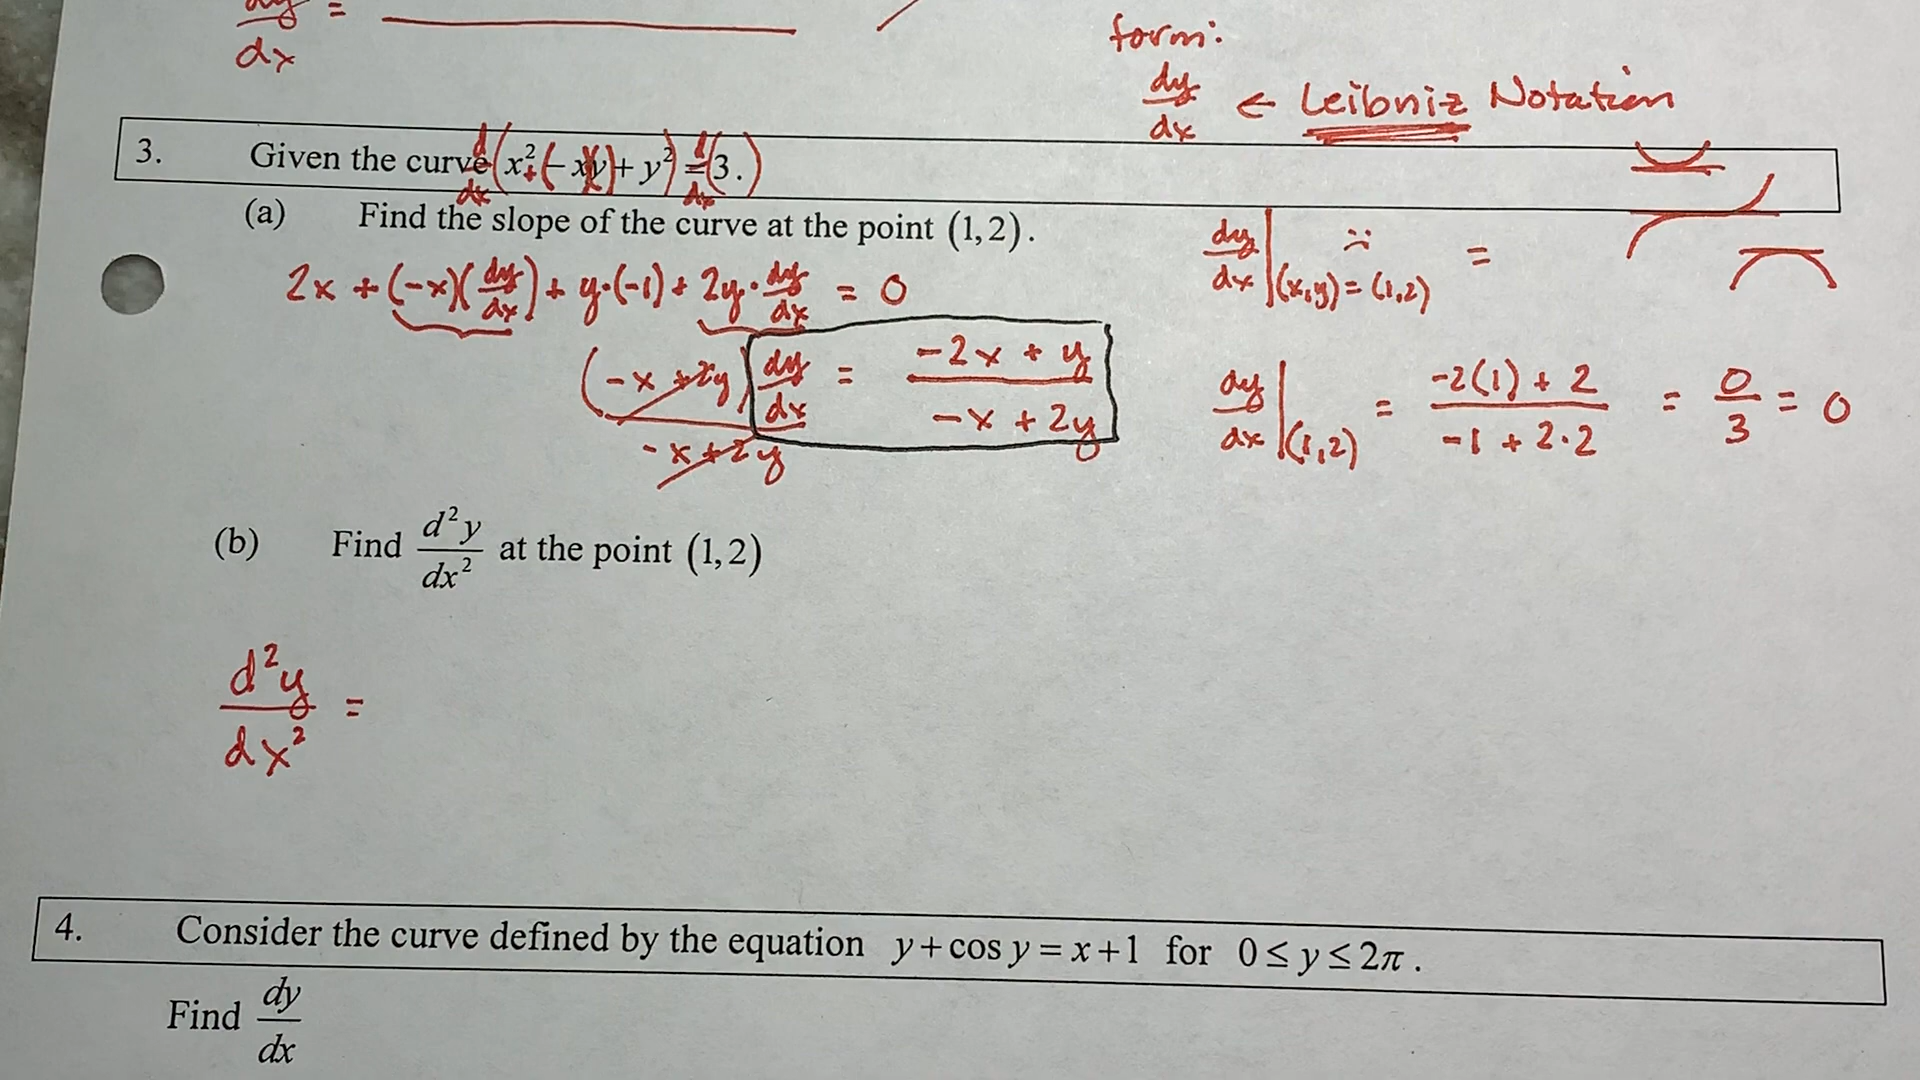 dy/dx =
form:
dy/dx ← Leibniz Notation
3. Given the curve d/dx(x² + (-xy) + y²) = d/dx(3.)
(a) Find the slope of the curve at the point (1,2).
2x + (-x)(dy/dx) + y·(-1) + 2y·dy/dx = 0
dy/dx |(x,y)=(1,2) =
(-x+2y) dy/dx = -2x + y / -x + 2y
-x+2y
dy/dx |(1,2) = -2(1) + 2 / -1 + 2·2 = 0/3 = 0
(b) Find d²y/dx² at the point (1,2)
d²y/dx² =
4. Consider the curve defined by the equation y + cos y = x + 1 for 0 ≤ y ≤ 2π.
Find dy/dx